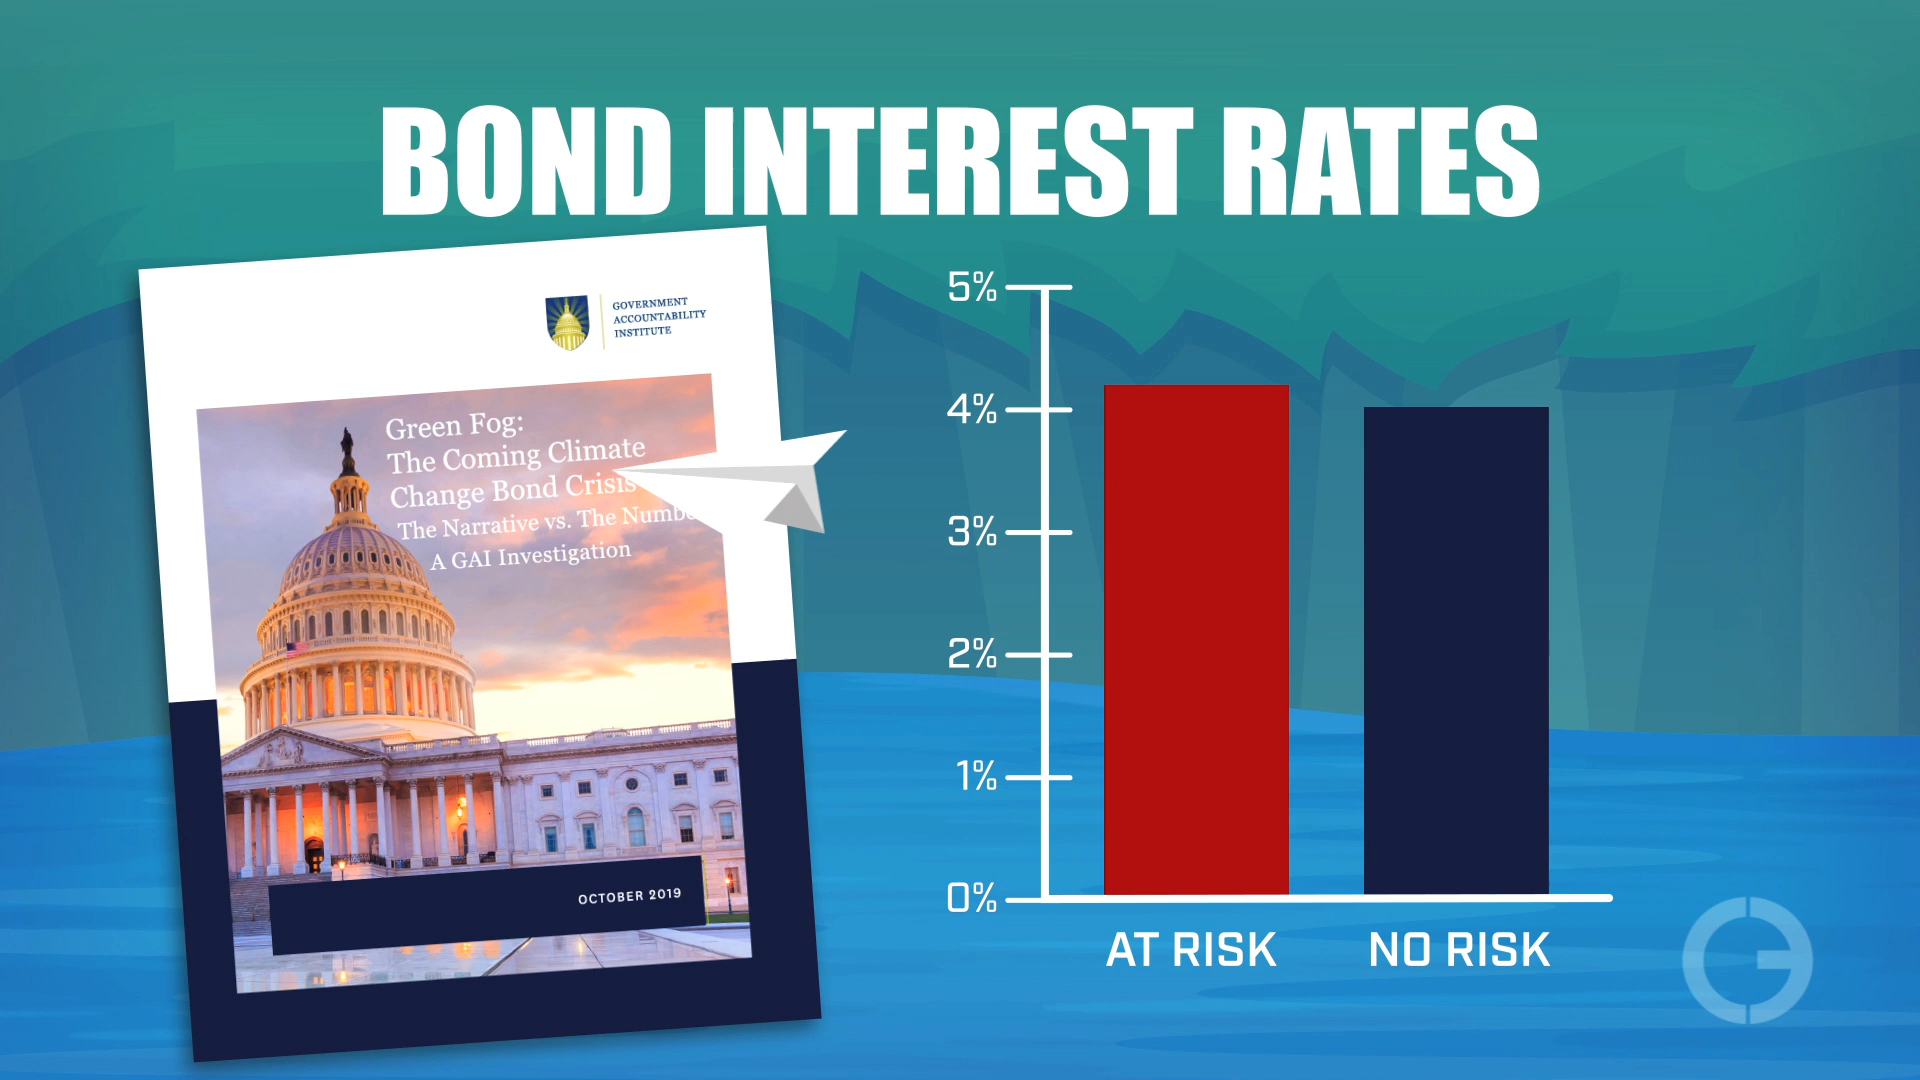 BOND INTEREST RATES
GOVERNMENT
ACCOUNTABILITY
INSTITUTE
Green Fog:
The Coming Climate
Change Bond Crisis
The Narrative vs. The
A GAI Investigation
OCTOBER 2019
5%
4%
3%
2%
1%
0%
AT RISK
NO RISK